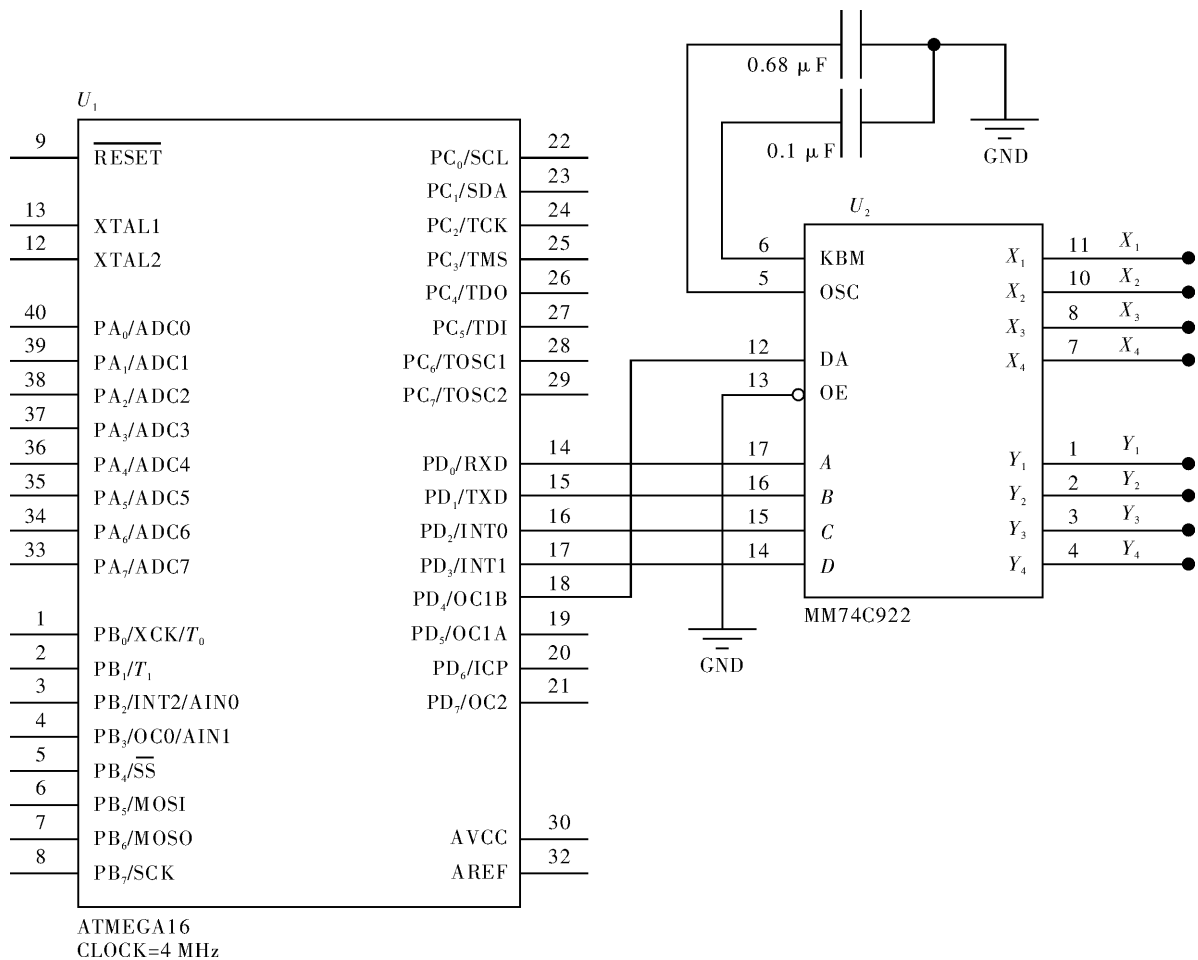 0.68 μF
0.1 μF
GND
U₁
9 RESET PC₀/SCL 22
PC₁/SDA 23
13 XTAL1 PC₂/TCK 24
12 XTAL2 PC₃/TMS 25
PC₄/TDO 26
40 PA₀/ADC0 PC₅/TDI 27
39 PA₁/ADC1 PC₆/TOSC1 28
38 PA₂/ADC2 PC₇/TOSC2 29
37 PA₃/ADC3
36 PA₄/ADC4 PD₀/RXD 14
35 PA₅/ADC5 PD₁/TXD 15
34 PA₆/ADC6 PD₂/INT0 16
33 PA₇/ADC7 PD₃/INT1 17
PD₄/OC1B 18
1 PB₀/XCK/T₀ PD₅/OC1A 19
2 PB₁/T₁ PD₆/ICP 20
3 PB₂/INT2/AIN0 PD₇/OC2 21
4 PB₃/OC0/AIN1
5 PB₄/SS
6 PB₅/MOSI
7 PB₆/MOSO AVCC 30
8 PB₇/SCK AREF 32
ATMEGA16
CLOCK=4 MHz
U₂
6 KBM X₁ 11 X₁
5 OSC X₂ 10 X₂
X₃ 8 X₃
12 DA X₄ 7 X₄
13 OE
17 A Y₁ 1 Y₁
16 B Y₂ 2 Y₂
15 C Y₃ 3 Y₃
14 D Y₄ 4 Y₄
MM74C922
GND